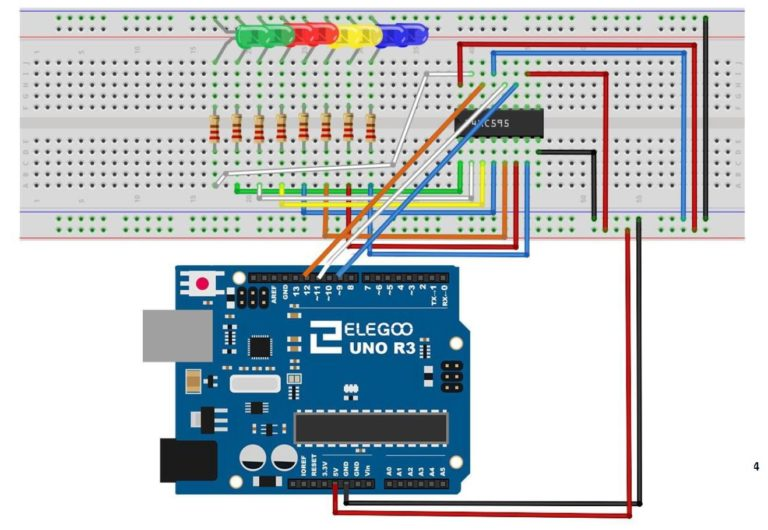 74HC595
AREF
GND
13
12
~11
~10
~9
8
7
~6
~5
4
~3
2
TX→1
RX←0
ELEGOO
UNO R3
IOREF
RESET
3.3V
5V
GND
GND
Vin
A0
A1
A2
A3
A4
A5
4